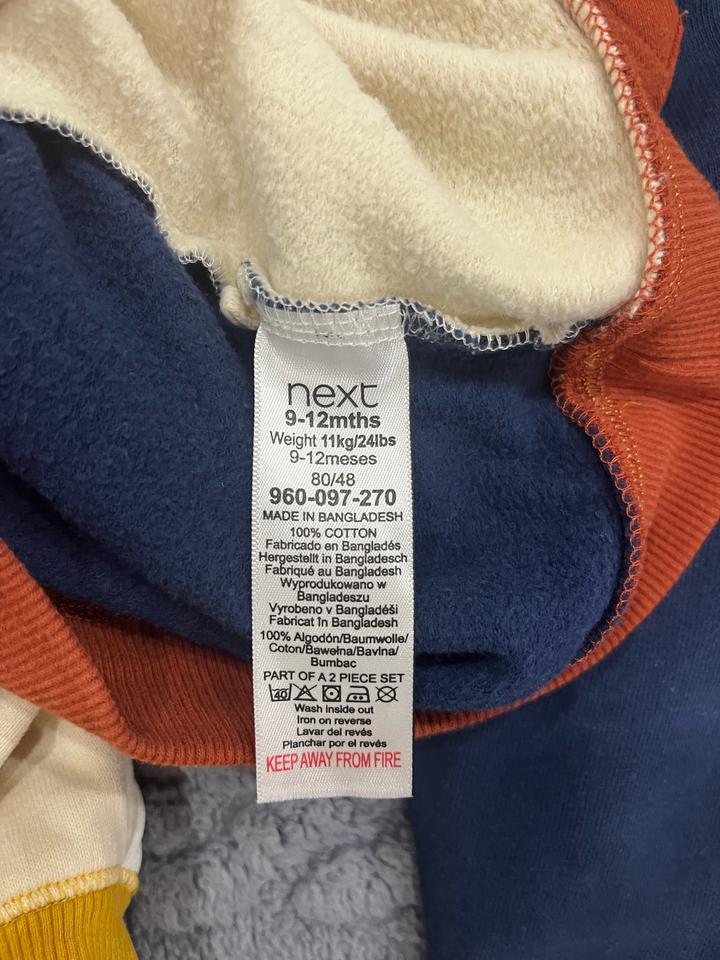 next
9-12mths
Weight 11kg/24lbs
9-12meses
80/48
960-097-270
MADE IN BANGLADESH
100% COTTON
Fabricado en Bangladés
Hergestellt in Bangladesch
Fabriqué au Bangladesh
Wyprodukowano w
Bangladeszu
Vyrobeno v Bangladéši
Fabricat în Bangladesh
100% Algodón/Baumwolle/
Coton/Bawełna/Bavlna/
Bumbac
PART OF A 2 PIECE SET
40
Wash inside out
Iron on reverse
Lavar del revés
Planchar por el revés
KEEP AWAY FROM FIRE